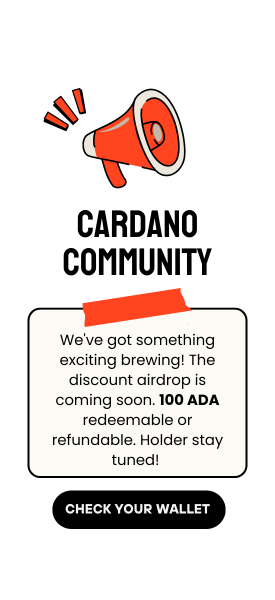 CARDANO
COMMUNITY
We've got something
exciting brewing! The
discount airdrop is
coming soon. 100 ADA
redeemable or
refundable. Holder stay
tuned!
CHECK YOUR WALLET